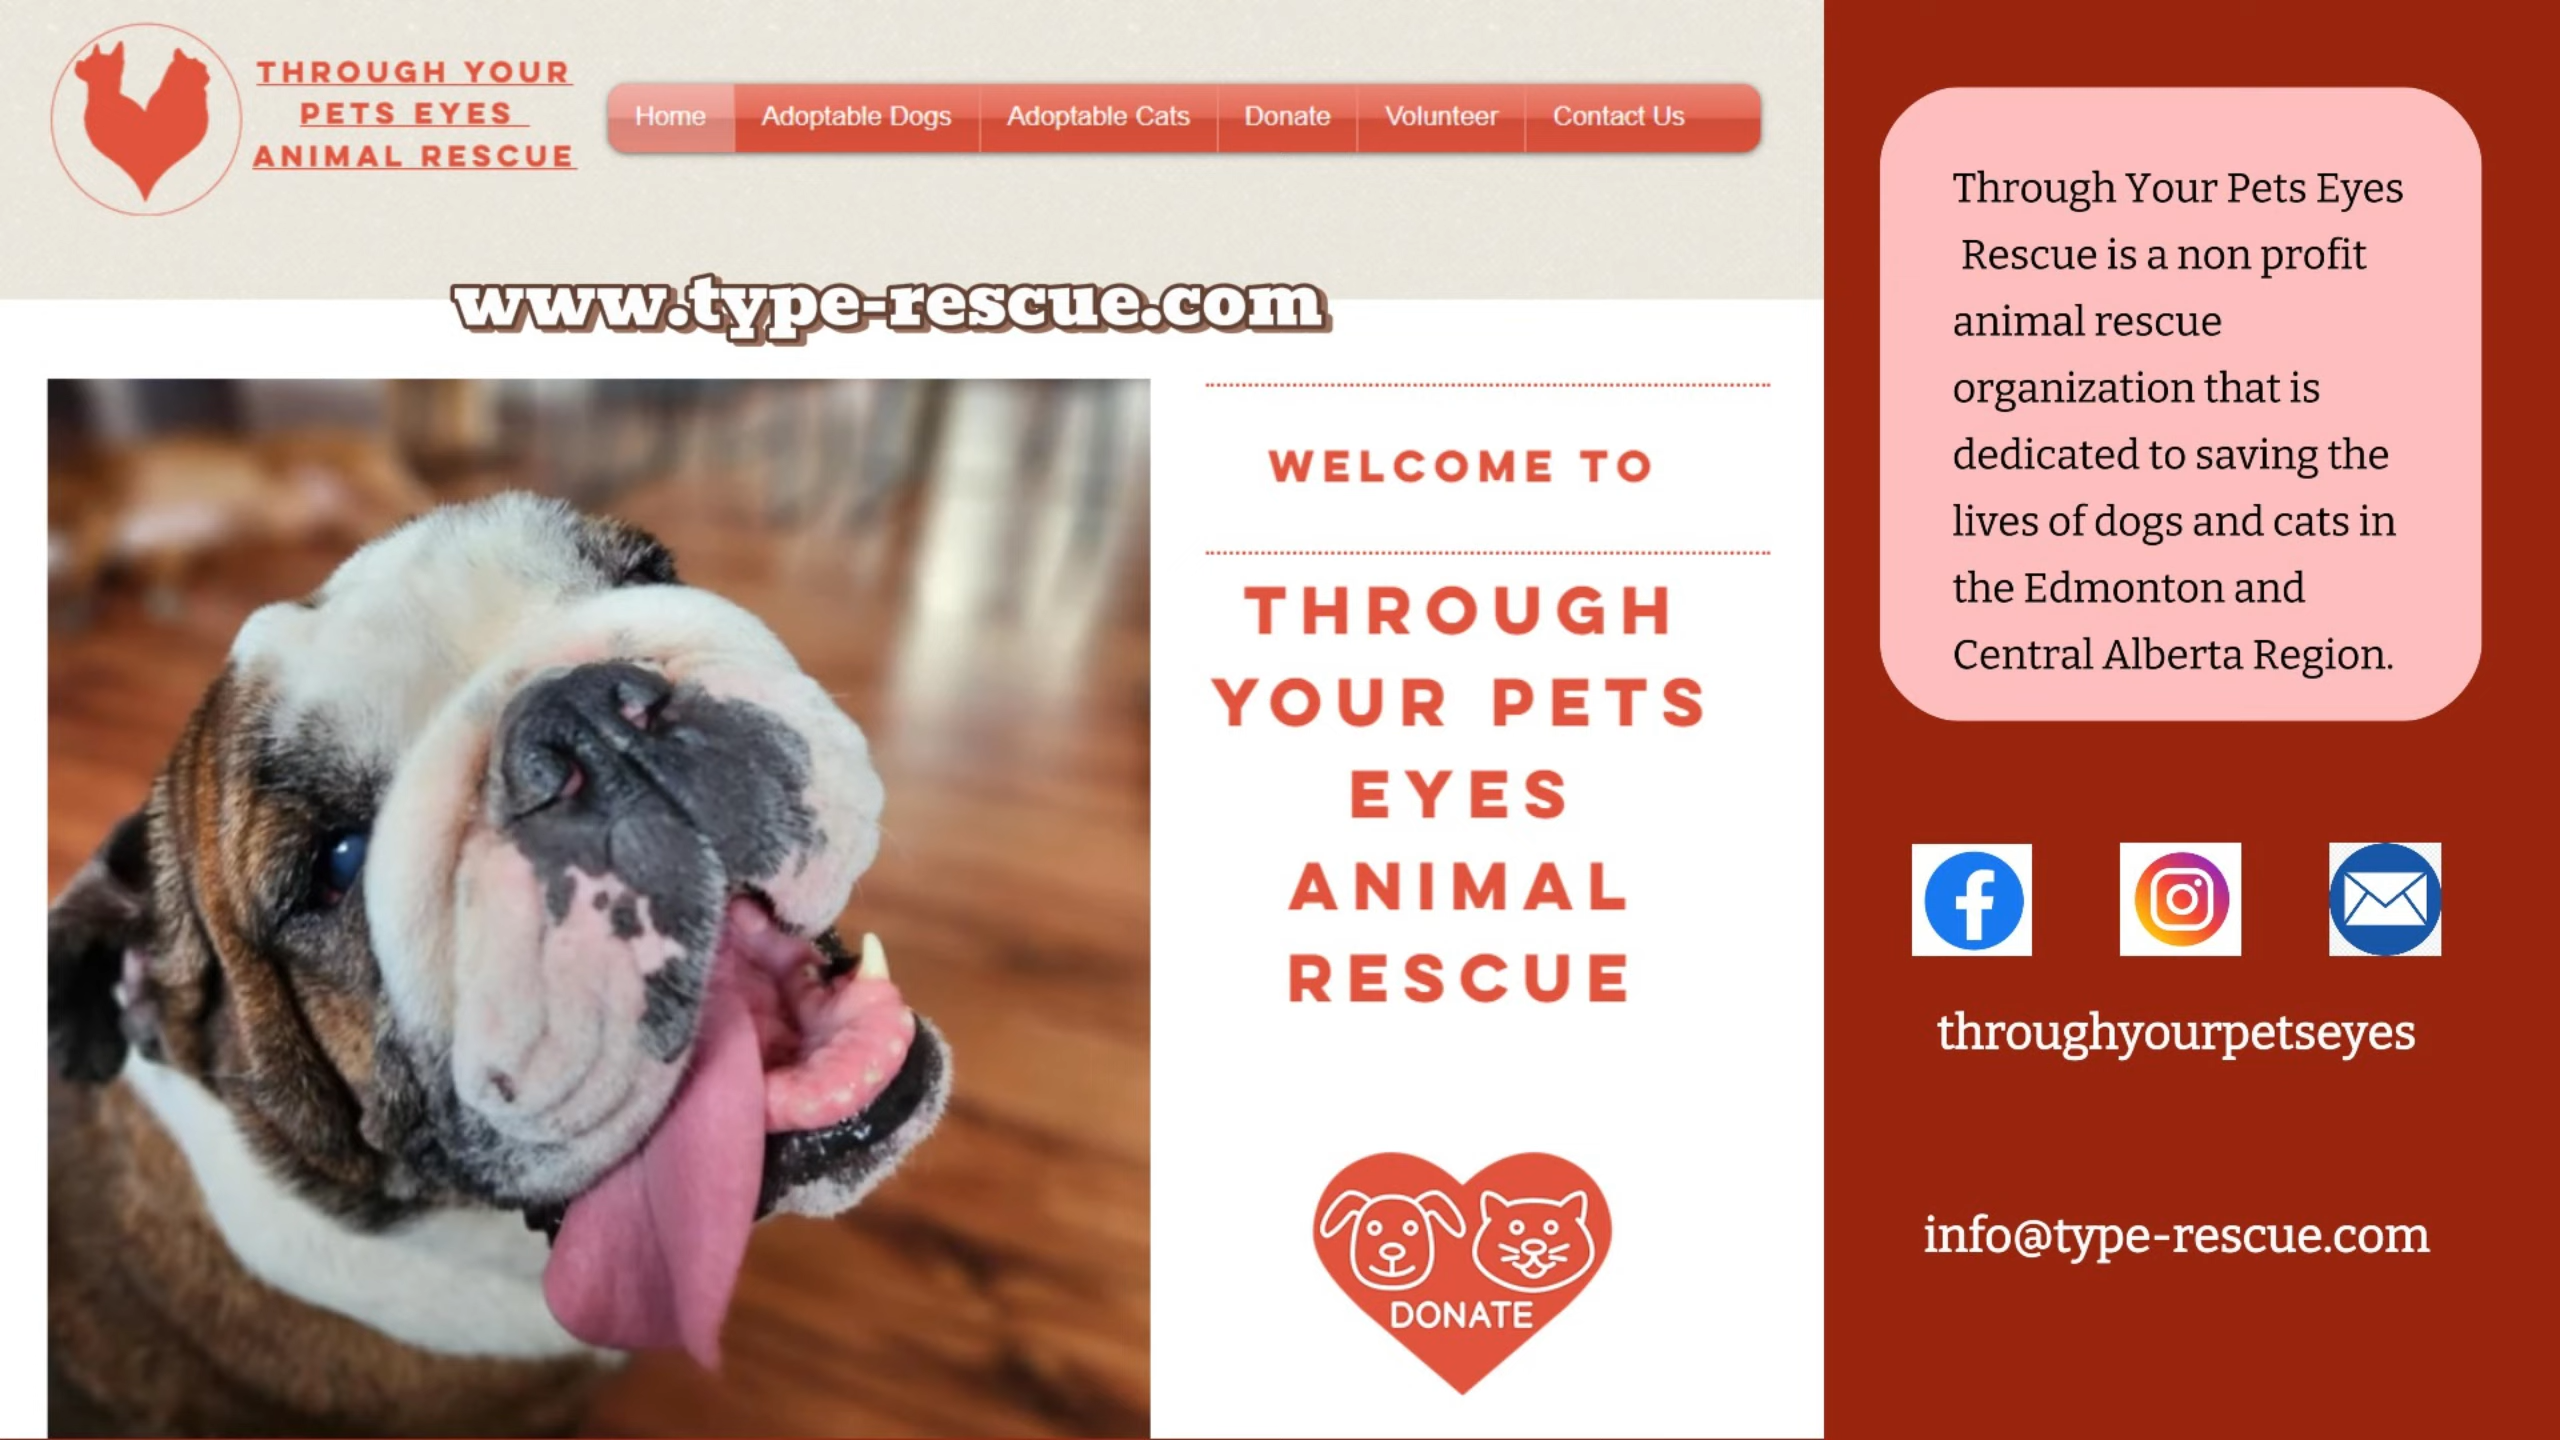 THROUGH YOUR
PETS EYES
ANIMAL RESCUE
Home
Adoptable Dogs
Adoptable Cats
Donate
Volunteer
Contact Us
www.type-rescue.com
WELCOME TO
THROUGH
YOUR PETS
EYES
ANIMAL
RESCUE
DONATE
Through Your Pets Eyes
Rescue is a non profit
animal rescue
organization that is
dedicated to saving the
lives of dogs and cats in
the Edmonton and
Central Alberta Region.
throughyourpetseyes
info@type-rescue.com